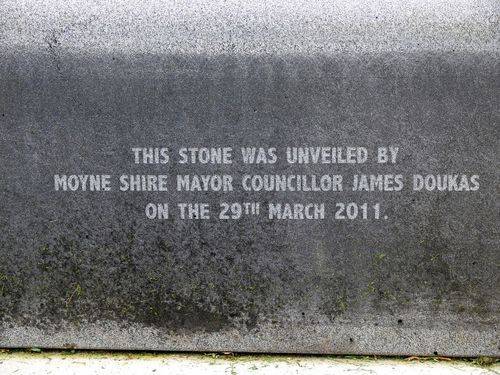 THIS STONE WAS UNVEILED BY
MOYNE SHIRE MAYOR COUNCILLOR JAMES DOUKAS
ON THE 29TH MARCH 2011.